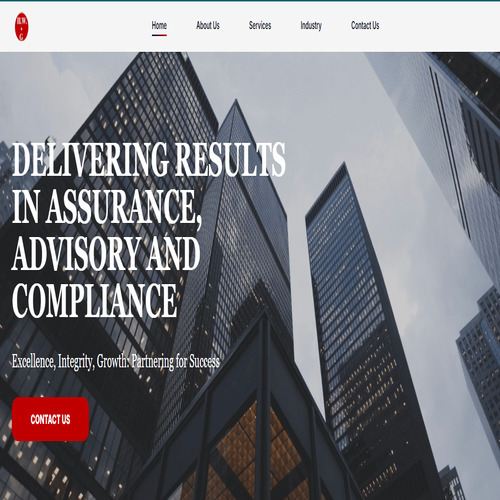 Home About Us Services Industry Contact Us
DELIVERING RESULTS
IN ASSURANCE,
ADVISORY AND
COMPLIANCE
Excellence, Integrity, Growth: Partnering for Success
CONTACT US